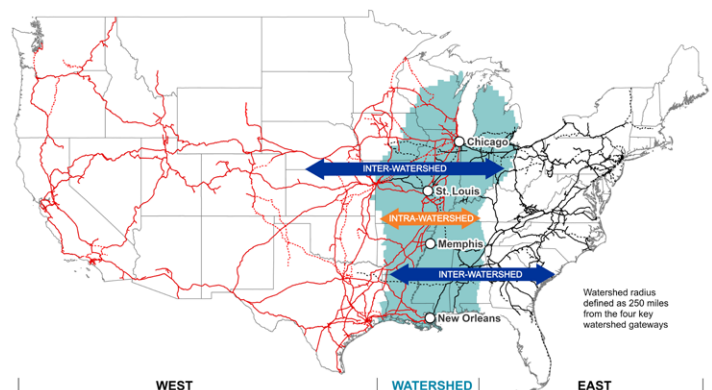 Chicago
INTER-WATERSHED
St. Louis
INTRA-WATERSHED
Memphis
INTER-WATERSHED
Watershed radius
defined as 250 miles
from the four key
watershed gateways
New Orleans
WEST
WATERSHED
EAST